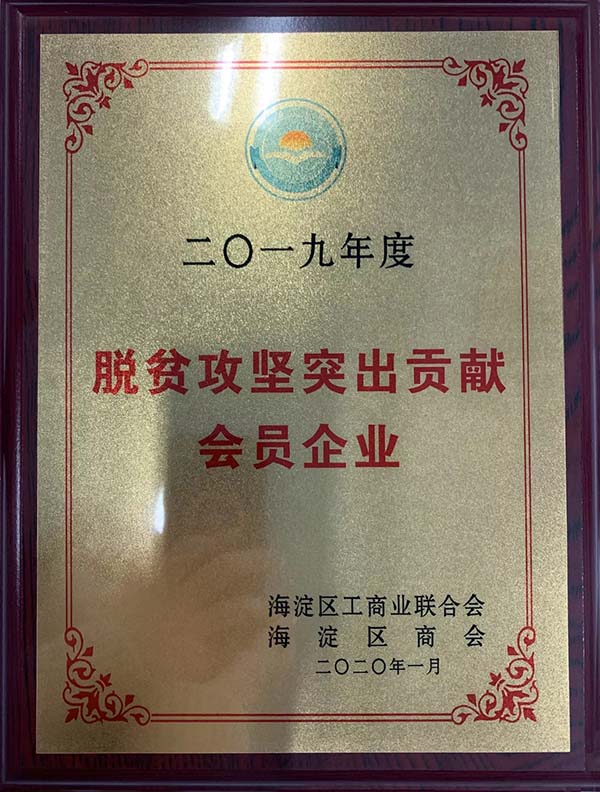 二〇一九年度
脱贫攻坚突出贡献
会员企业
海淀区工商业联合会
海淀区商会
二〇二〇年一月